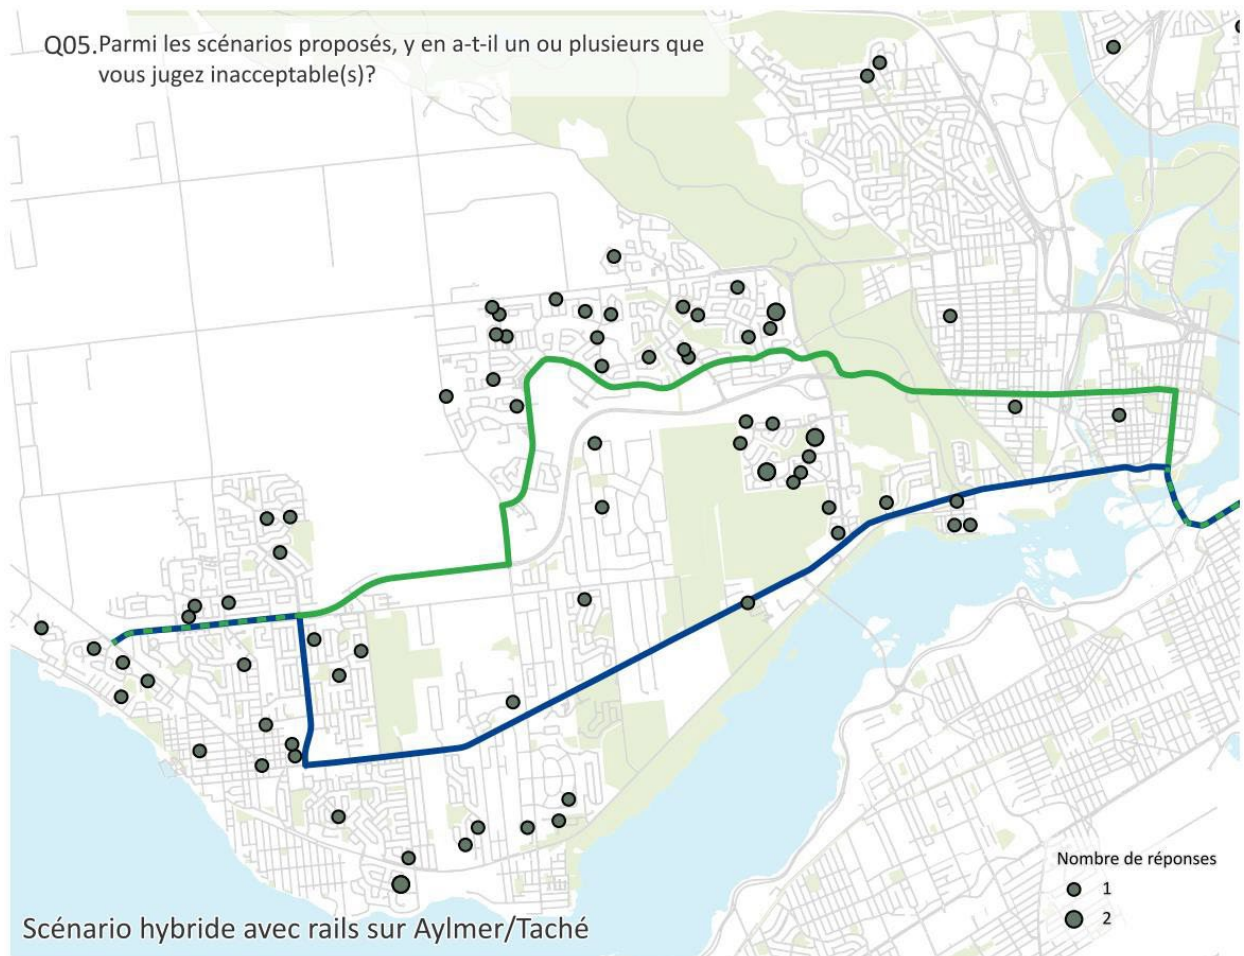 Q05.Parmi les scénarios proposés, y en a-t-il un ou plusieurs que
vous jugez inacceptable(s)?
Nombre de réponses
1
2
Scénario hybride avec rails sur Aylmer/Taché